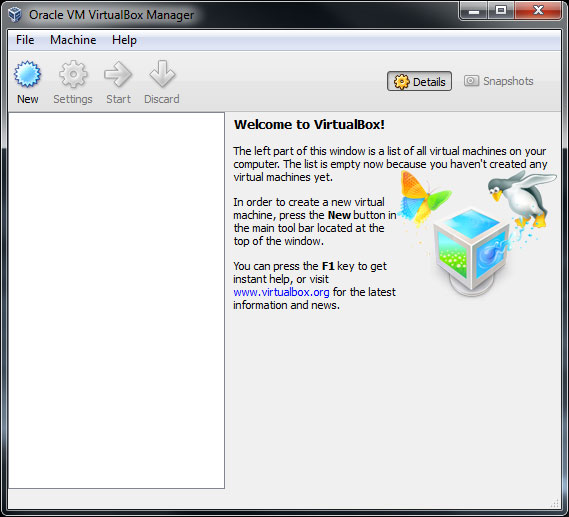 Oracle VM VirtualBox Manager
File Machine Help
New Settings Start Discard Details Snapshots
Welcome to VirtualBox!
The left part of this window is a list of all virtual machines on your
computer. The list is empty now because you haven't created any
virtual machines yet.
In order to create a new virtual
machine, press the New button in
the main tool bar located at the
top of the window.
You can press the F1 key to get
instant help, or visit
www.virtualbox.org for the latest
information and news.